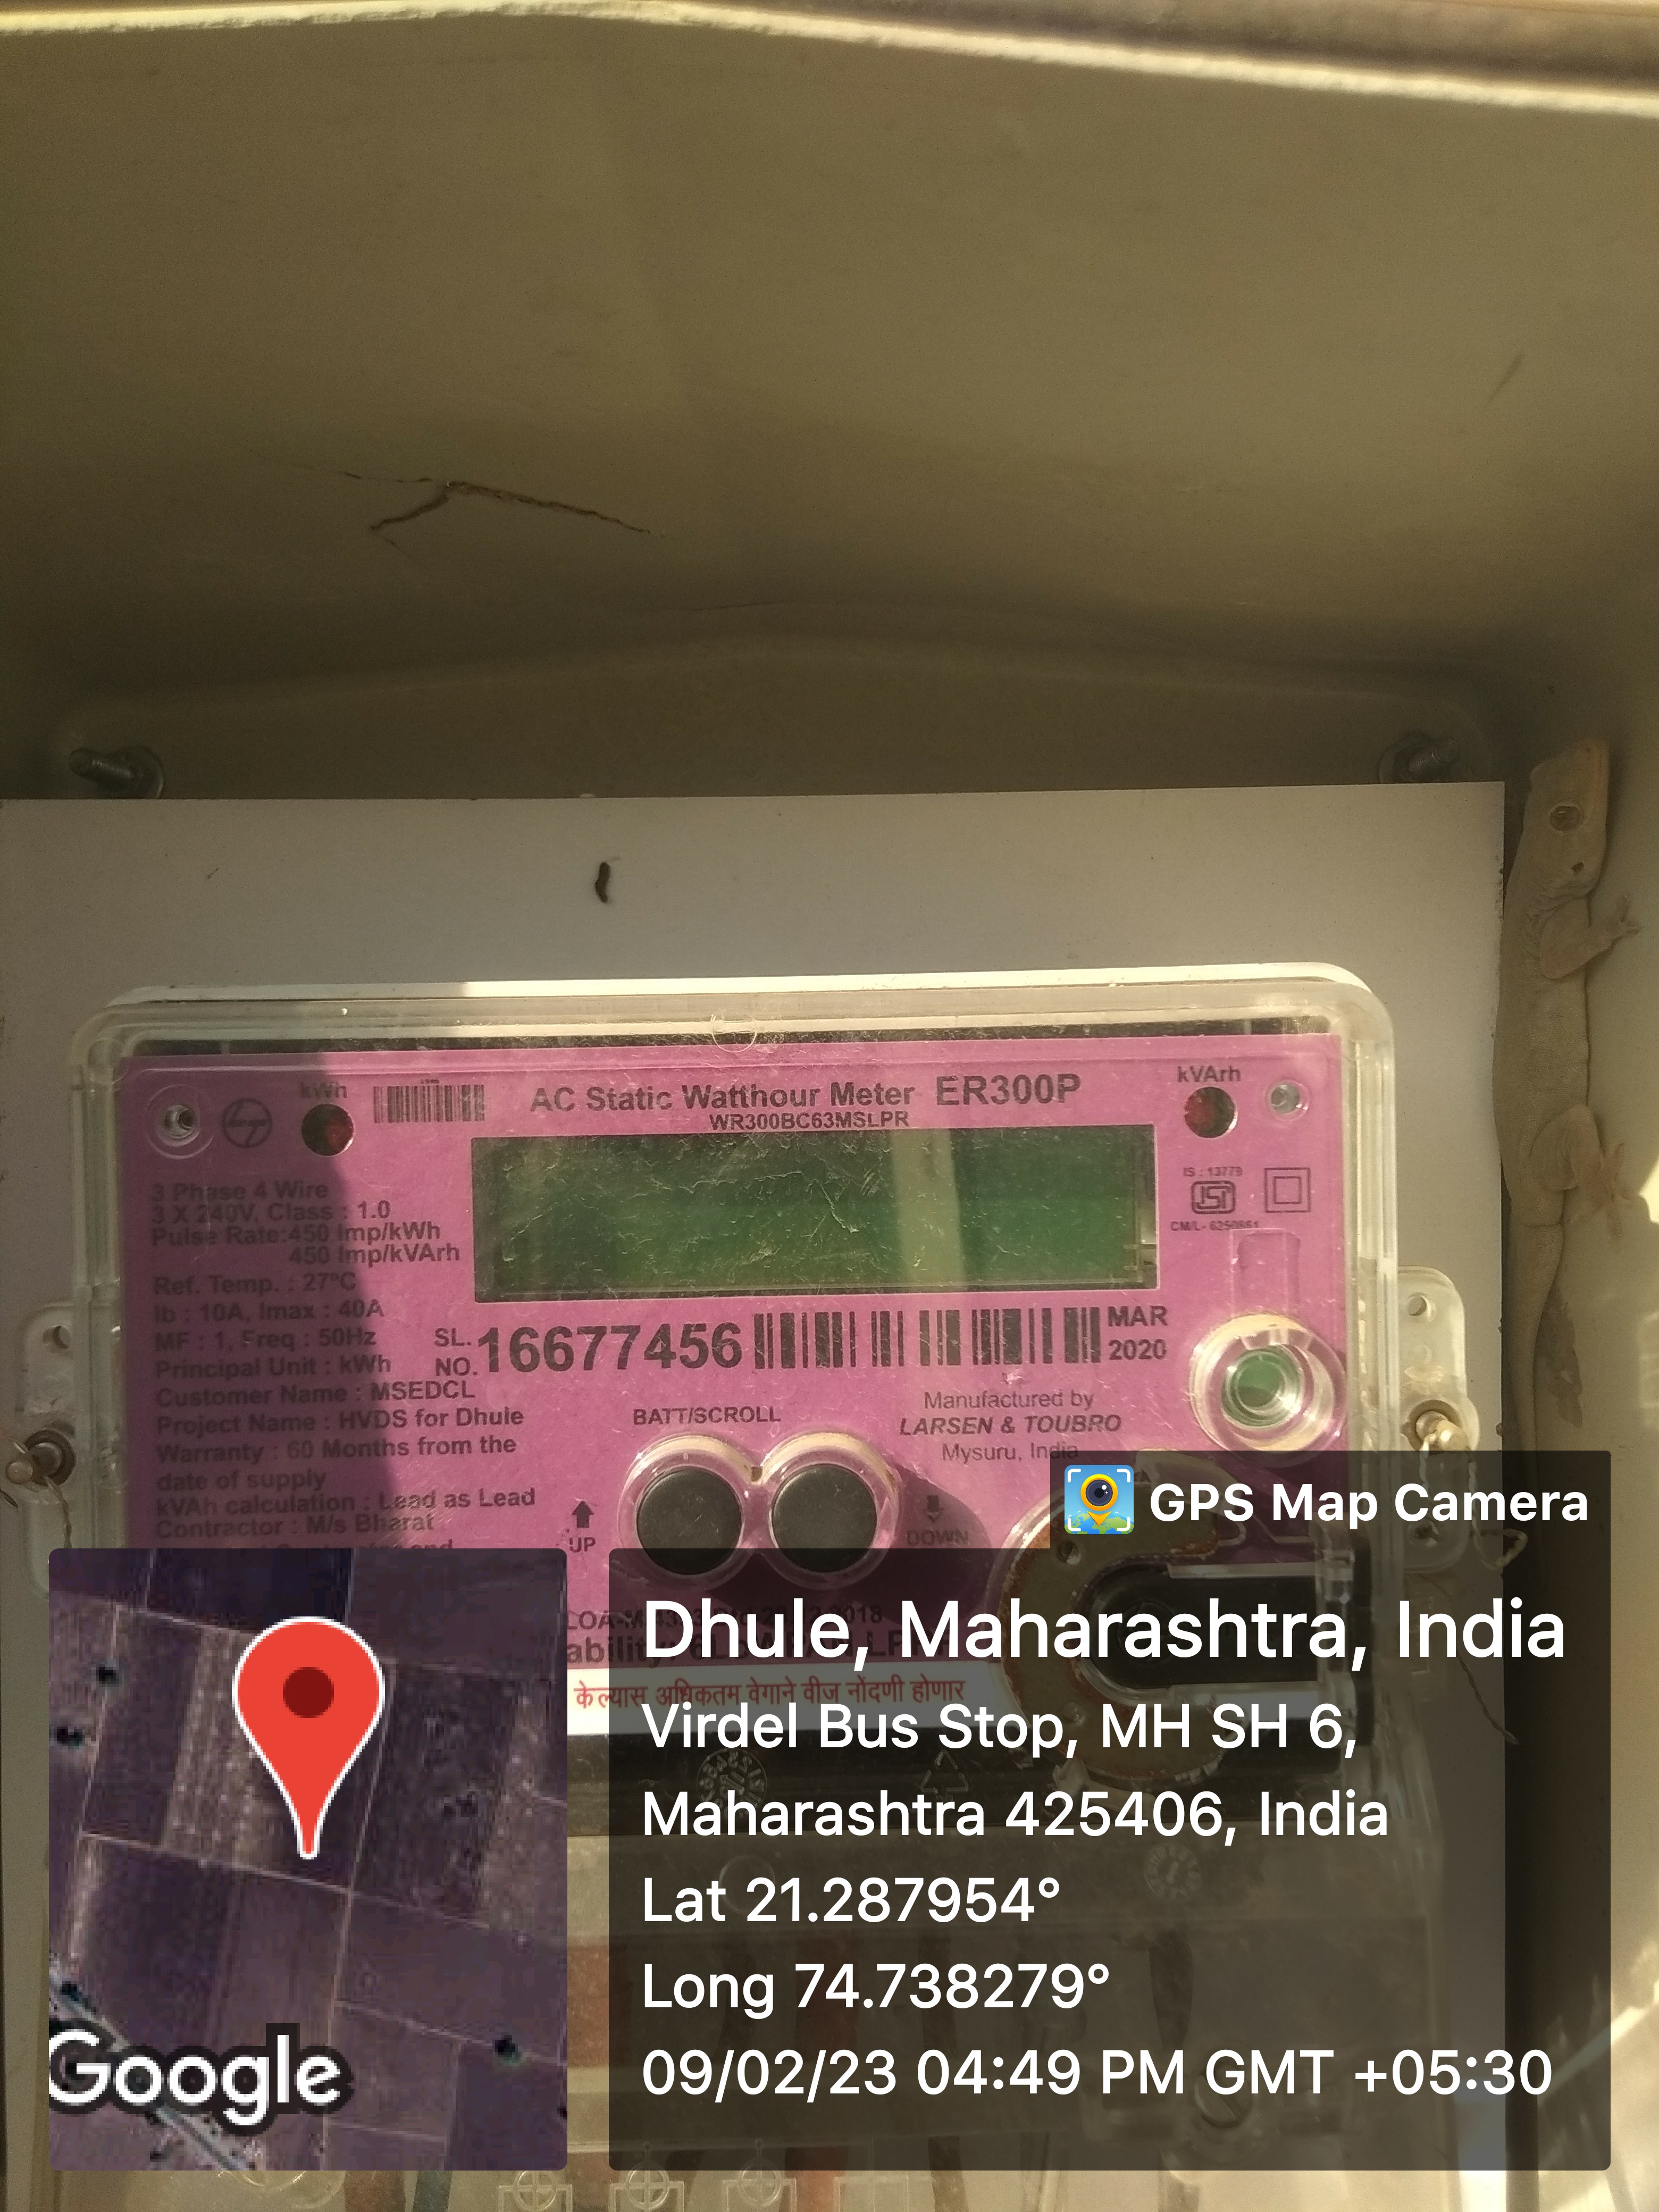 kWh
AC Static Watthour Meter ER300P
WR300BC63MSLPR
kVArh
3 Phase 4 Wire
3 X 240V, Class : 1.0
Pulse Rate:450 Imp/kWh
450 Imp/kVArh
Ref. Temp. : 27°C
Ib : 10A, Imax : 40A
MF : 1, Freq : 50Hz
Principal Unit : kWh
Customer Name : MSEDCL
Project Name : HVDS for Dhule
Warranty : 60 Months from the
date of supply
kVAh calculation : Lead as Lead
Contractor : M/s Bharat
IS : 13779
ISI
CM/L- 6250861
SL. NO. 16677456
MAR
2020
BATT/SCROLL
UP
DOWN
Manufactured by
LARSEN & TOUBRO
Mysuru, India
केल्यास अधिकतम वेगाने वीज नोंदणी होणार
GPS Map Camera
Dhule, Maharashtra, India
Virdel Bus Stop, MH SH 6,
Maharashtra 425406, India
Lat 21.287954°
Long 74.738279°
09/02/23 04:49 PM GMT +05:30
Google